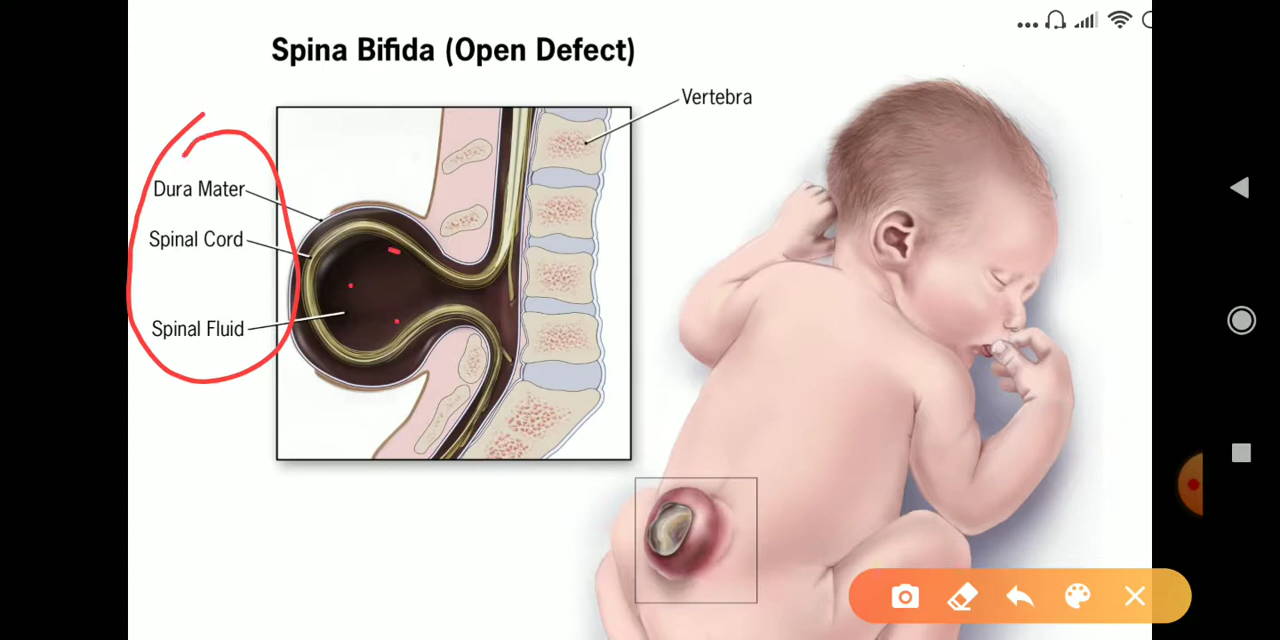 Spina Bifida (Open Defect)
Vertebra
Dura Mater
Spinal Cord
Spinal Fluid